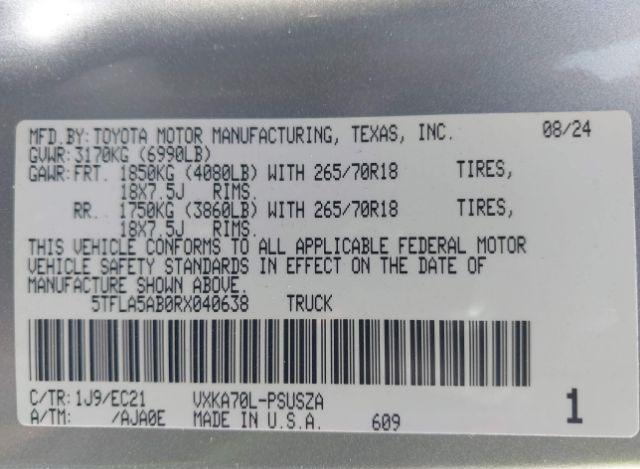 MFD.BY:TOYOTA MOTOR MANUFACTURING, TEXAS, INC. 08/24
GVWR:3170KG (6990LB)
GAWR:FRT. 1850KG (4080LB) WITH 265/70R18 TIRES,
18X7.5J RIMS.
RR. 1750KG (3860LB) WITH 265/70R18 TIRES,
18X7.5J RIMS.
THIS VEHICLE CONFORMS TO ALL APPLICABLE FEDERAL MOTOR
VEHICLE SAFETY STANDARDS IN EFFECT ON THE DATE OF
MANUFACTURE SHOWN ABOVE.
5TFLA5AB0RX040638 TRUCK
C/TR:1J9/EC21 VXKA70L-PSUSZA
A/TM: /AJA0E MADE IN U.S.A. 609 1